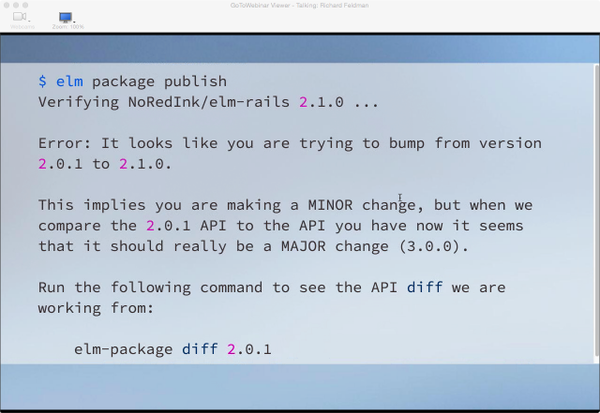 GoToWebinar Viewer - Talking: Richard Feldman
Webcams
Zoom: 100%
$ elm package publish
Verifying NoRedInk/elm-rails 2.1.0 ...
Error: It looks like you are trying to bump from version
2.0.1 to 2.1.0.
This implies you are making a MINOR change, but when we
compare the 2.0.1 API to the API you have now it seems
that it should really be a MAJOR change (3.0.0).
Run the following command to see the API diff we are
working from:
elm-package diff 2.0.1